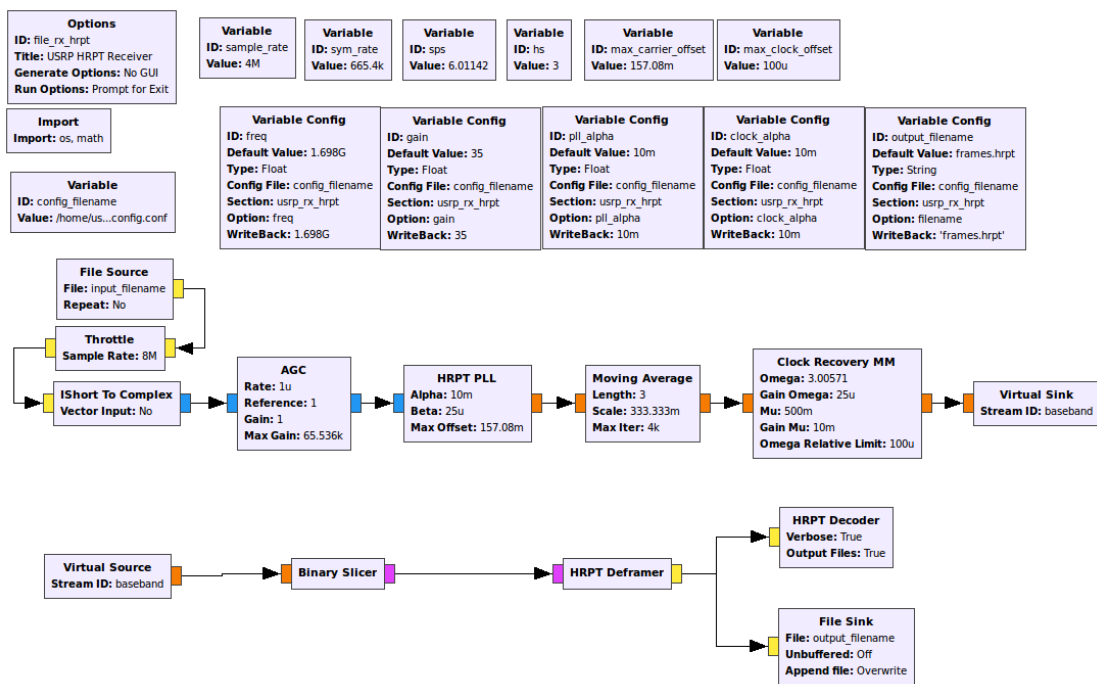 Options
ID: file_rx_hrpt
Title: USRP HRPT Receiver
Generate Options: No GUI
Run Options: Prompt for Exit
Variable
ID: sample_rate
Value: 4M
Variable
ID: sym_rate
Value: 665.4k
Variable
ID: sps
Value: 6.01142
Variable
ID: hs
Value: 3
Variable
ID: max_carrier_offset
Value: 157.08m
Variable
ID: max_clock_offset
Value: 100u
Import
Import: os, math
Variable
ID: config_filename
Value: /home/us...config.conf
Variable Config
ID: freq
Default Value: 1.698G
Type: Float
Config File: config_filename
Section: usrp_rx_hrpt
Option: freq
WriteBack: 1.698G
Variable Config
ID: gain
Default Value: 35
Type: Float
Config File: config_filename
Section: usrp_rx_hrpt
Option: gain
WriteBack: 35
Variable Config
ID: pll_alpha
Default Value: 10m
Type: Float
Config File: config_filename
Section: usrp_rx_hrpt
Option: pll_alpha
WriteBack: 10m
Variable Config
ID: clock_alpha
Default Value: 10m
Type: Float
Config File: config_filename
Section: usrp_rx_hrpt
Option: clock_alpha
WriteBack: 10m
Variable Config
ID: output_filename
Default Value: frames.hrpt
Type: String
Config File: config_filename
Section: usrp_rx_hrpt
Option: filename
WriteBack: 'frames.hrpt'
File Source
File: input_filename
Repeat: No
Throttle
Sample Rate: 8M
IShort To Complex
Vector Input: No
AGC
Rate: 1u
Reference: 1
Gain: 1
Max Gain: 65.536k
HRPT PLL
Alpha: 10m
Beta: 25u
Max Offset: 157.08m
Moving Average
Length: 3
Scale: 333.333m
Max Iter: 4k
Clock Recovery MM
Omega: 3.00571
Gain Omega: 25u
Mu: 500m
Gain Mu: 10m
Omega Relative Limit: 100u
Virtual Sink
Stream ID: baseband
Virtual Source
Stream ID: baseband
Binary Slicer
HRPT Deframer
HRPT Decoder
Verbose: True
Output Files: True
File Sink
File: output_filename
Unbuffered: Off
Append file: Overwrite